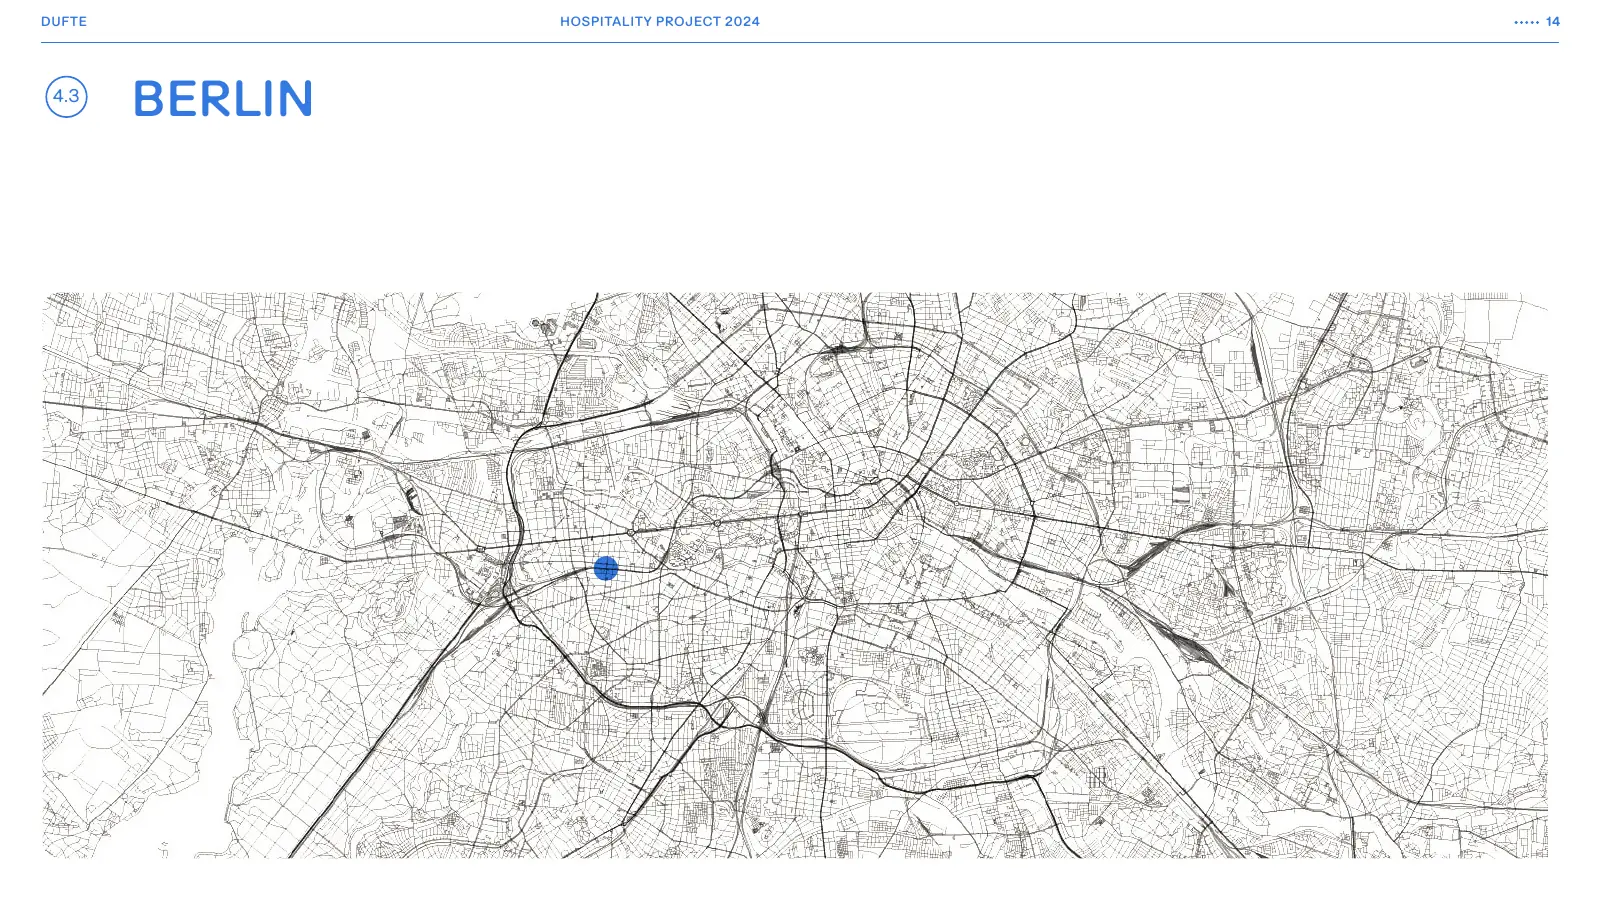 DUFTE
HOSPITALITY PROJECT 2024
..... 14
4.3
BERLIN